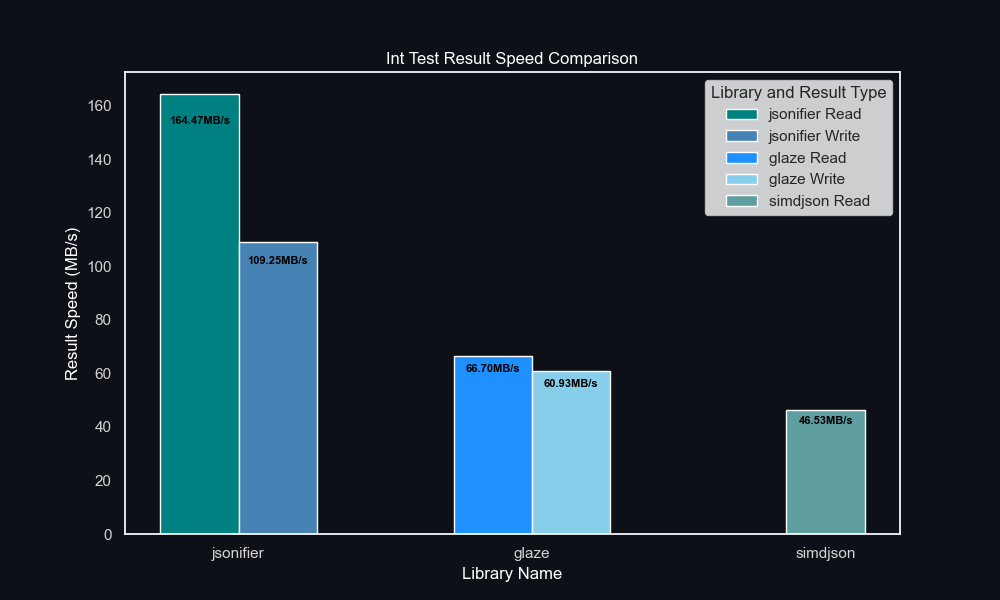 Int Test Result Speed Comparison
Library and Result Type
jsonifier Read
jsonifier Write
glaze Read
glaze Write
simdjson Read
Result Speed (MB/s)
160
140
120
100
80
60
40
20
0
164.47MB/s
109.25MB/s
66.70MB/s
60.93MB/s
46.53MB/s
jsonifier
glaze
simdjson
Library Name